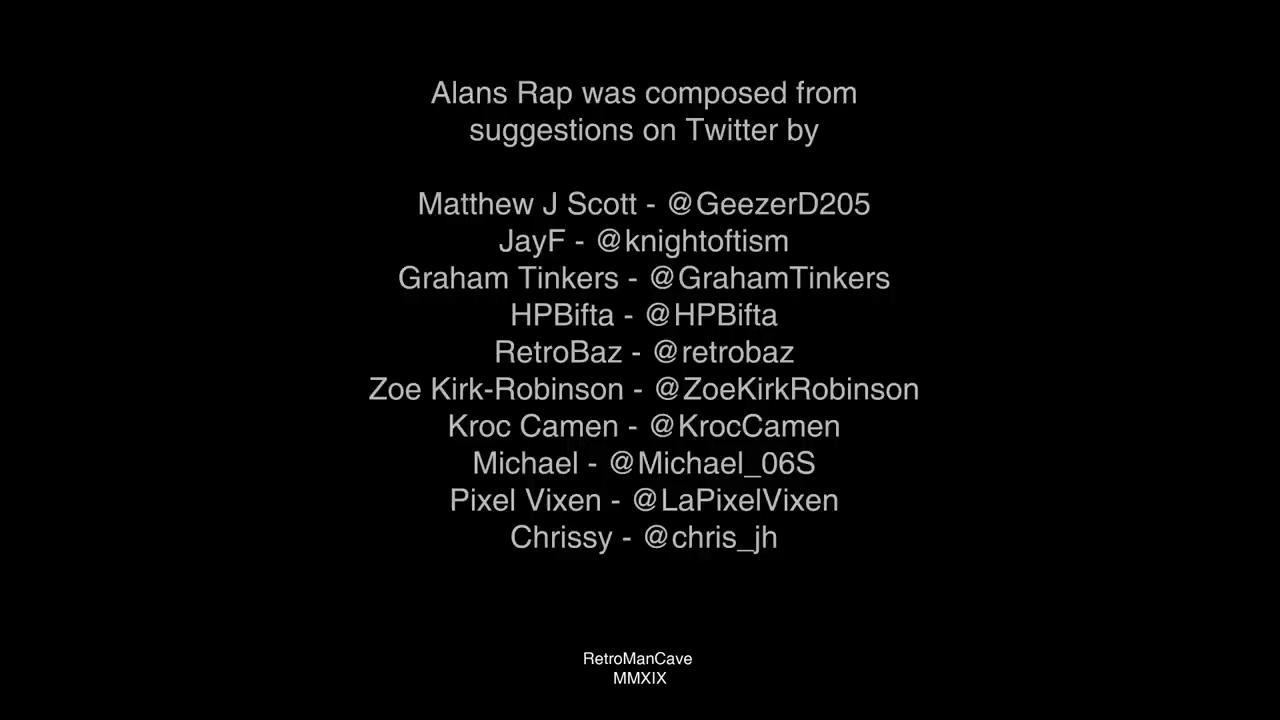 Alans Rap was composed from
suggestions on Twitter by
Matthew J Scott - @GeezerD205
JayF - @knightoftism
Graham Tinkers - @GrahamTinkers
HPBifta - @HPBifta
RetroBaz - @retrobaz
Zoe Kirk-Robinson - @ZoeKirkRobinson
Kroc Camen - @KrocCamen
Michael - @Michael_06S
Pixel Vixen - @LaPixelVixen
Chrissy - @chris_jh
RetroManCave
MMXIX